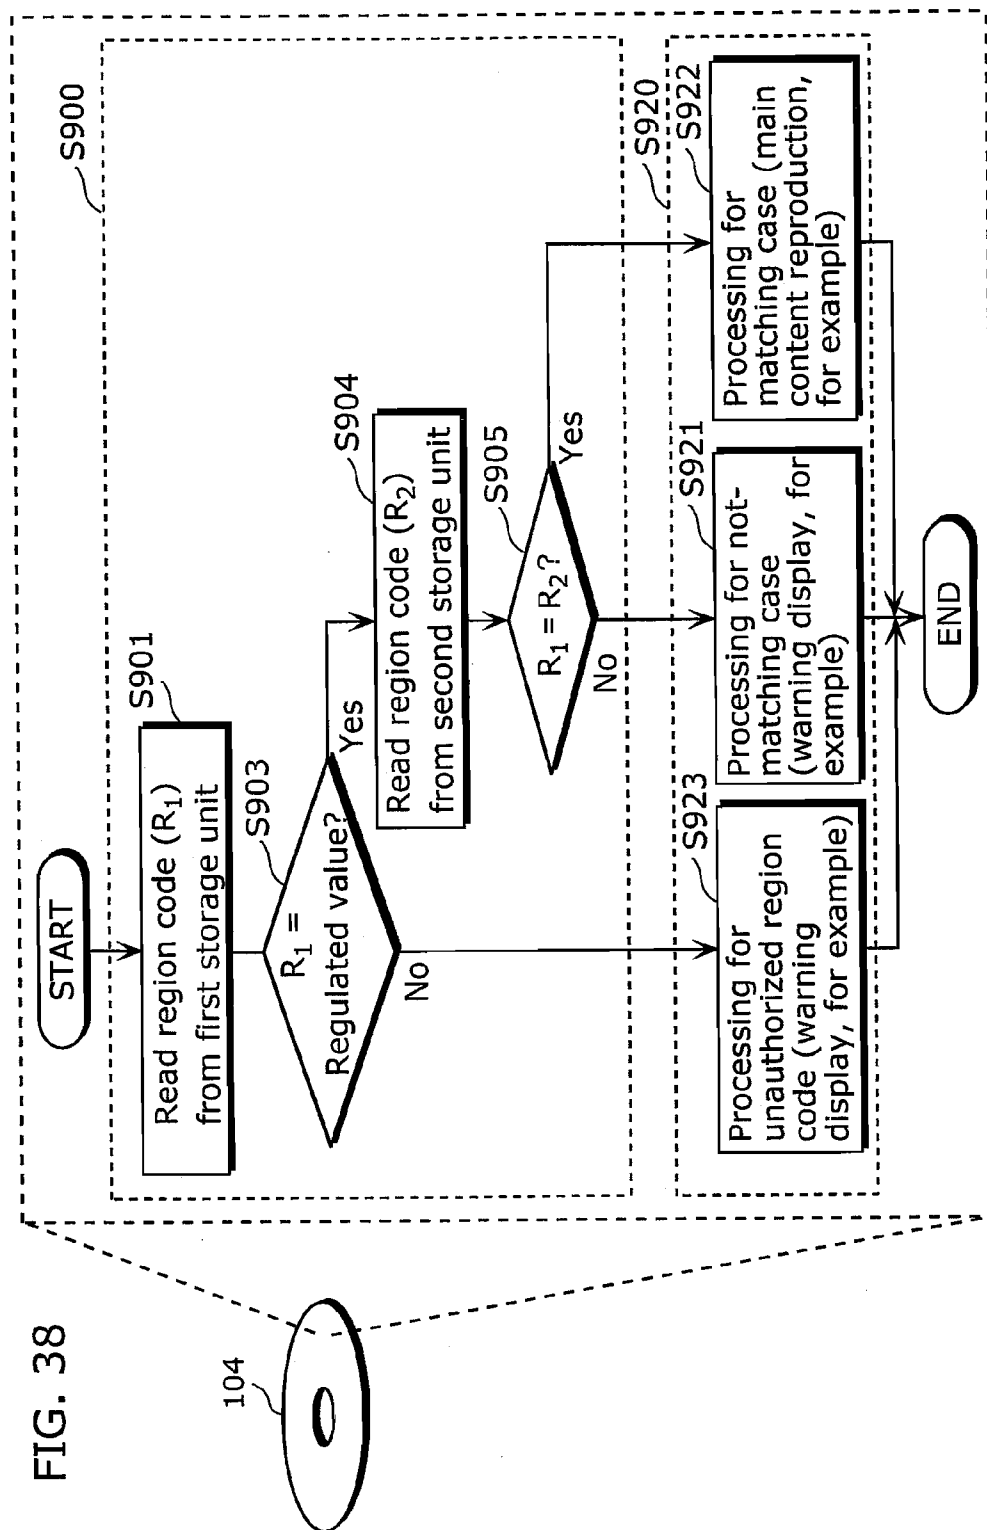 FIG. 38
104
S900
START
S901
Read region code (R₁)
from first storage unit
S903
R₁ =
Regulated value?
Yes
No
S904
Read region code (R₂)
from second storage unit
S905
R₁ = R₂?
Yes
No
S920
S923
Processing for
unauthorized region
code (warning
display, for example)
S921
Processing for not-
matching case
(warning display, for
example)
S922
Processing for
matching case (main
content reproduction,
for example)
END